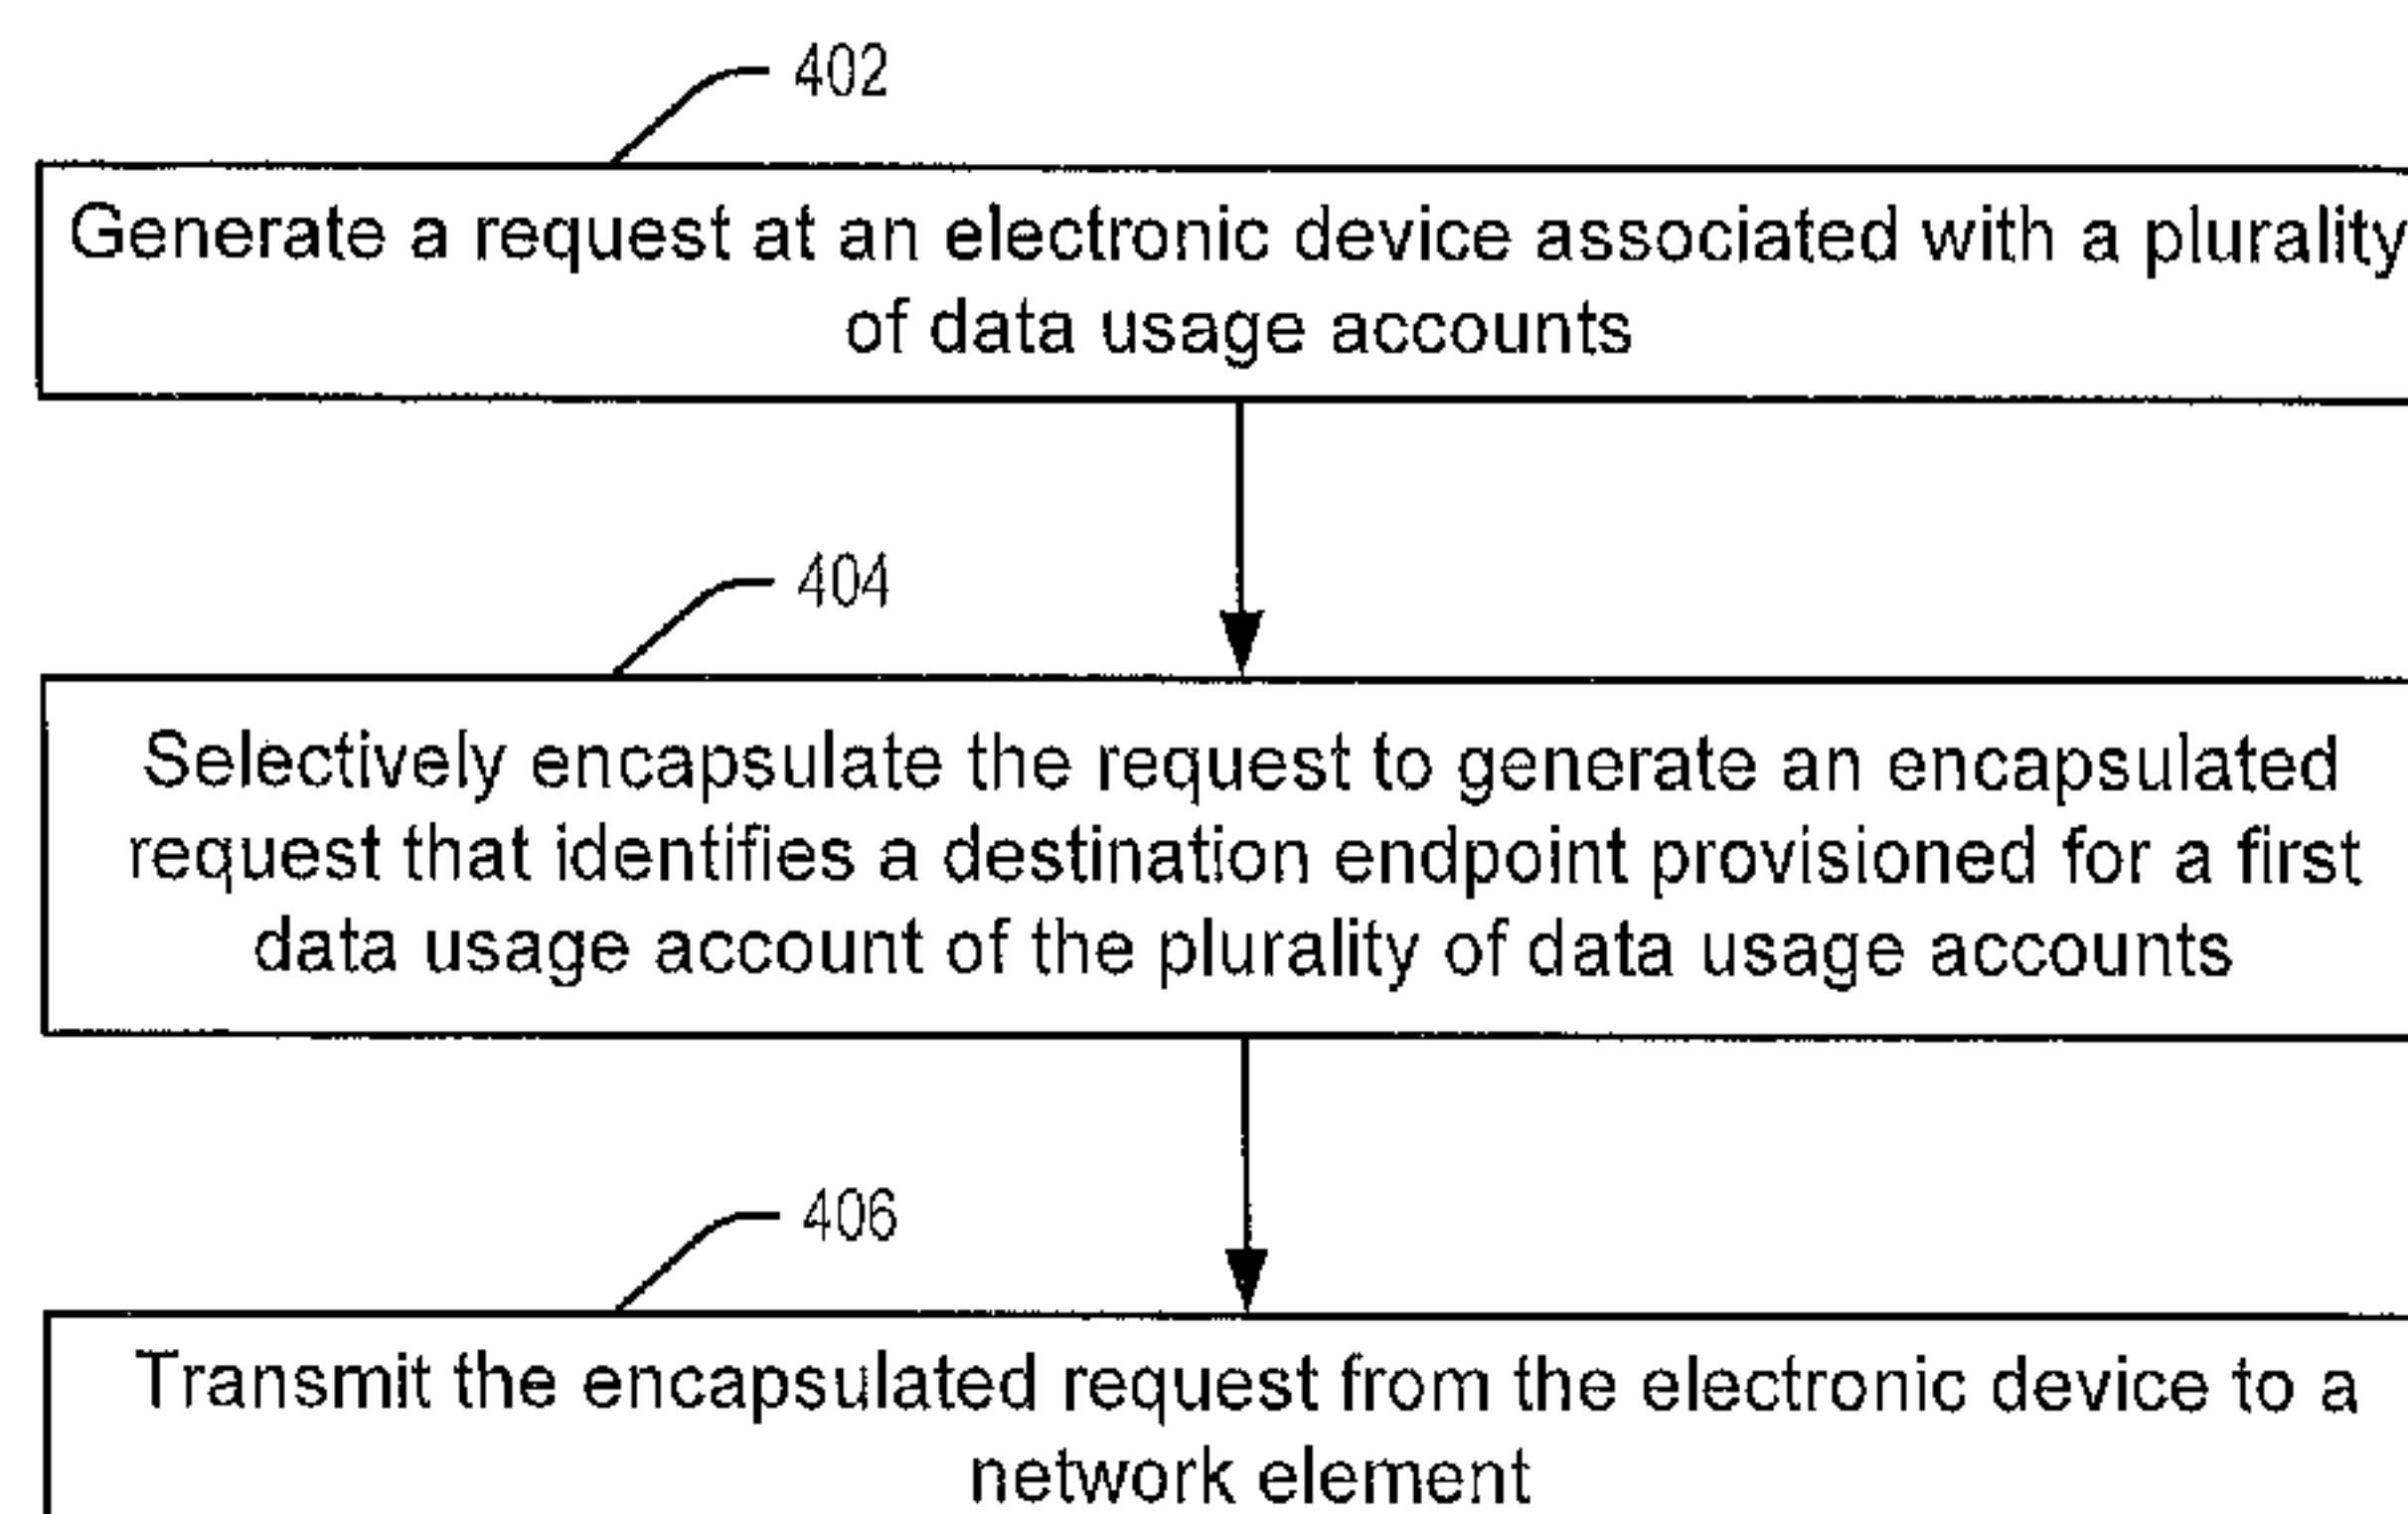 402
Generate a request at an electronic device associated with a plurality
of data usage accounts
404
Selectively encapsulate the request to generate an encapsulated
request that identifies a destination endpoint provisioned for a first
data usage account of the plurality of data usage accounts
406
Transmit the encapsulated request from the electronic device to a
network element